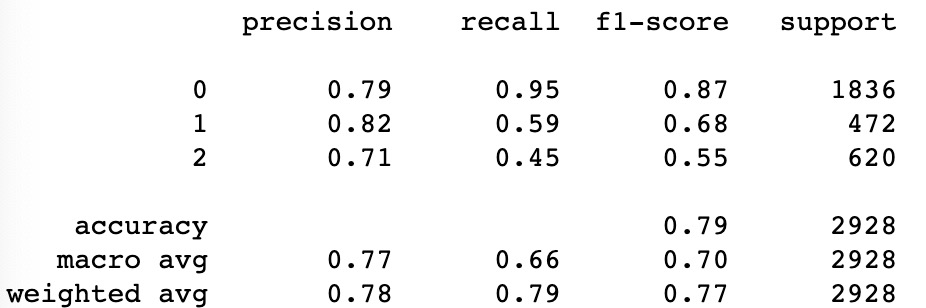 precision recall f1-score support
0 0.79 0.95 0.87 1836
1 0.82 0.59 0.68 472
2 0.71 0.45 0.55 620
accuracy 0.79 2928
macro avg 0.77 0.66 0.70 2928
weighted avg 0.78 0.79 0.77 2928